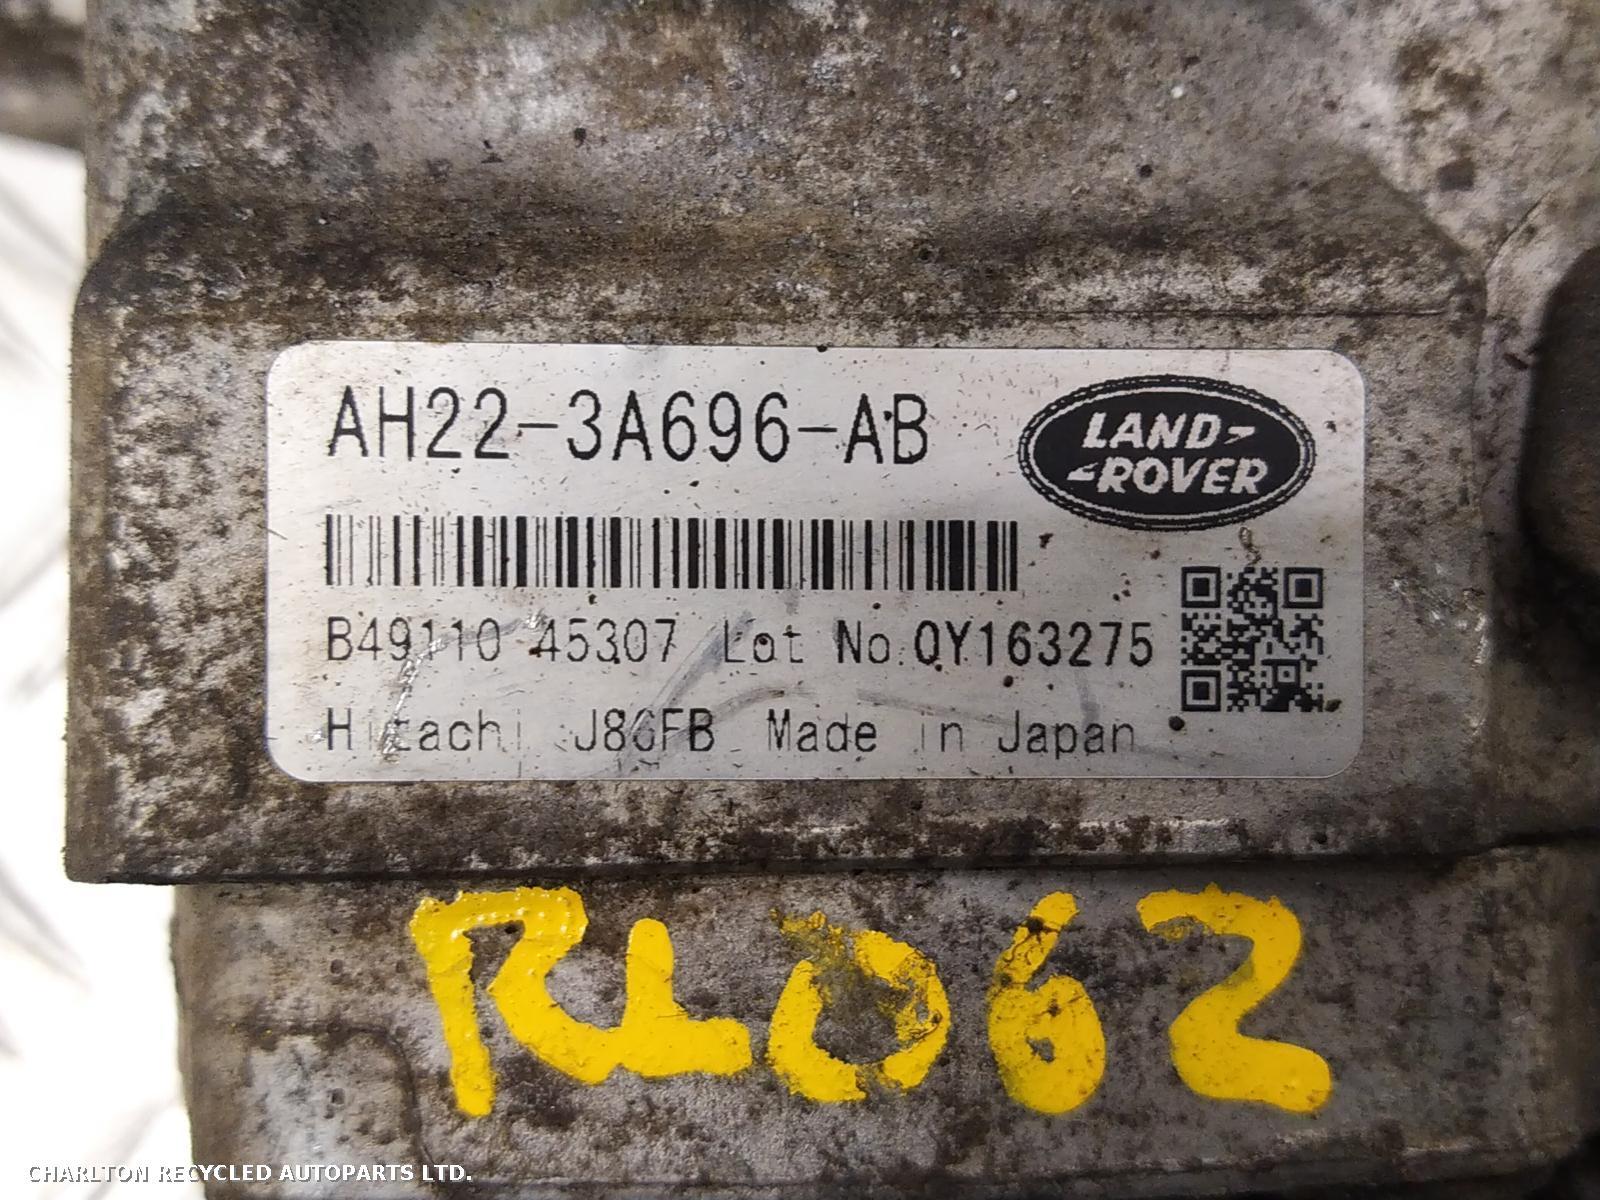 AH22-3A696-AB
LAND-
-ROVER
B49110 45307 Lot No.QY163275
Hitachi J86FB Made in Japan
RL062
CHARLTON RECYCLED AUTOPARTS LTD.